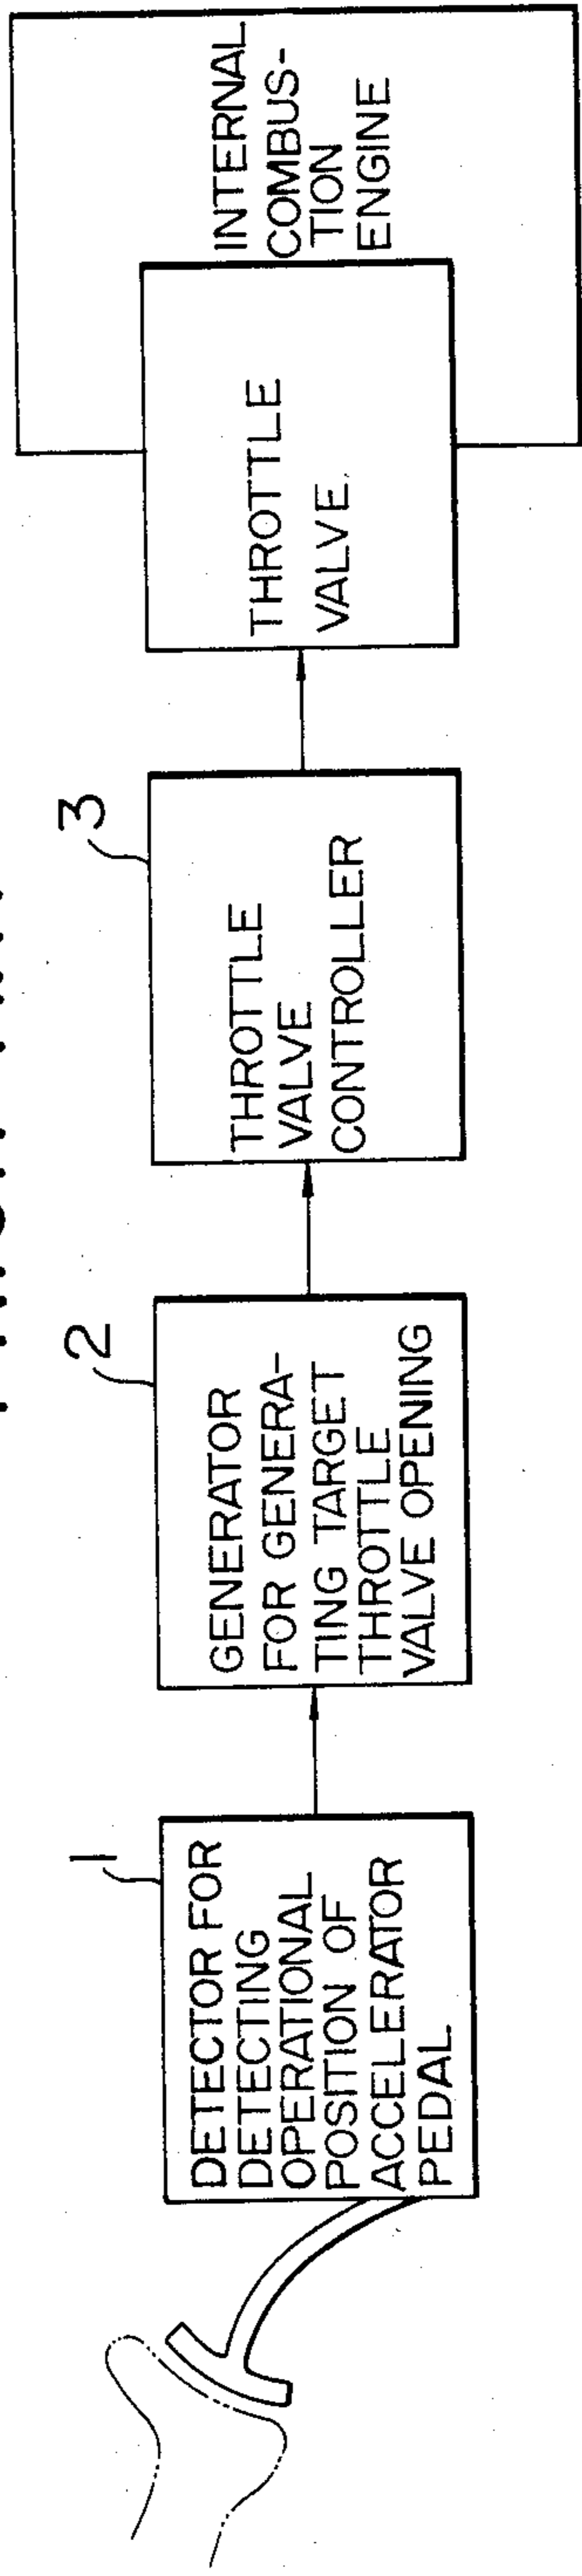 1
DETECTOR FOR
DETECTING
OPERATIONAL
POSITION OF
ACCELERATOR
PEDAL
2
GENERATOR
FOR GENERA-
TING TARGET
THROTTLE
VALVE OPENING
3
THROTTLE
VALVE
CONTROLLER
THROTTLE
VALVE
INTERNAL
COMBUS-
TION
ENGINE